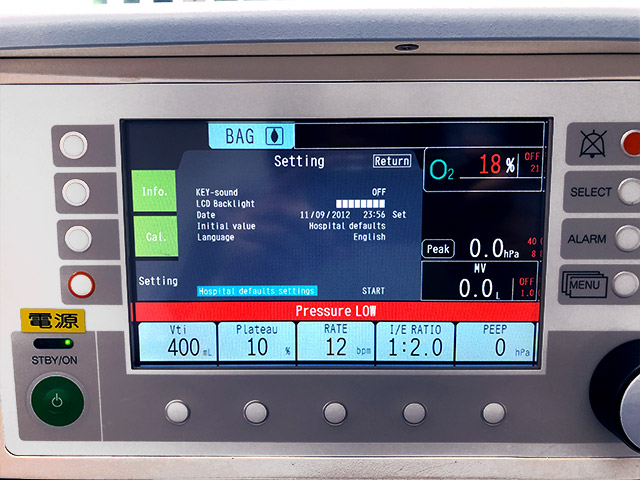 BAG
Setting
Return
Info.
KEY-sound OFF
LCD Backlight
Date 11/09/2012 23:56 Set
Initial value Hospital defaults
Language English
Cal.
Setting
Hospital defaults settings START
O2 18 % OFF 21
Peak 0.0 hPa 40
MV
0.0 L OFF 1.0
Pressure LOW
Vti Plateau RATE I/E RATIO PEEP
400 mL 10 % 12 bpm 1:2.0 0 hPa
SELECT
ALARM
MENU
電源
STBY/ON